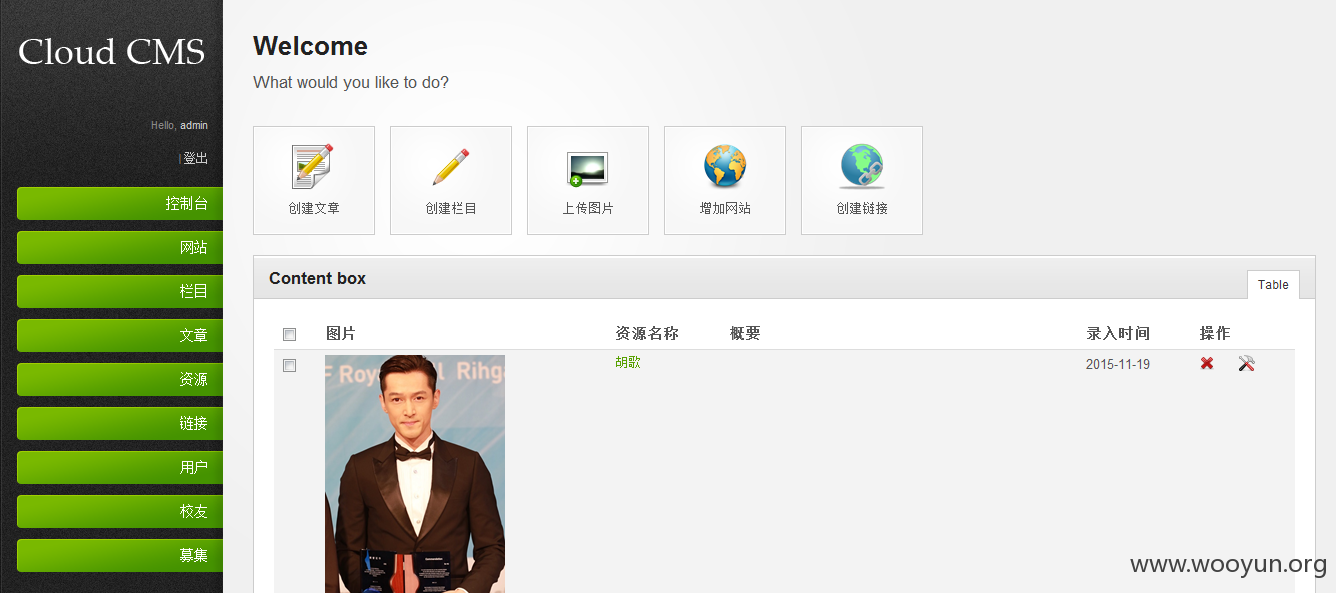 Cloud CMS
Hello, admin
| 登出
控制台
网站
栏目
文章
资源
链接
用户
校友
募集
Welcome
What would you like to do?
创建文章
创建栏目
上传图片
增加网站
创建链接
Content box
Table
图片 资源名称 概要 录入时间 操作
胡歌 2015-11-19
www.wooyun.org